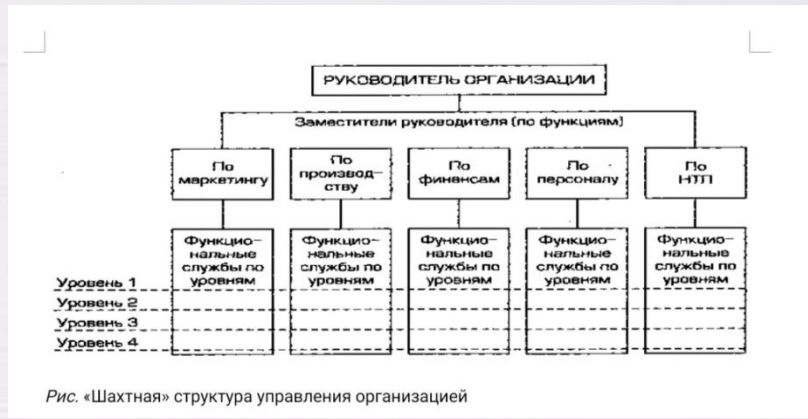 РУКОВОДИТЕЛЬ ОРГАНИЗАЦИИ
Заместители руководителя (по функциям)
По маркетингу
По производ-
ству
По финансам
По персоналу
По НТП
Функцио-
нальные
службы по
уровням
Функцио-
нальные
службы по
уровням
Функцио-
нальные
службы по
уровням
Функцио-
нальные
службы по
уровням
Функцио-
нальные
службы по
уровням
Уровень 1
Уровень 2
Уровень 3
Уровень 4
Рис. «Шахтная» структура управления организацией